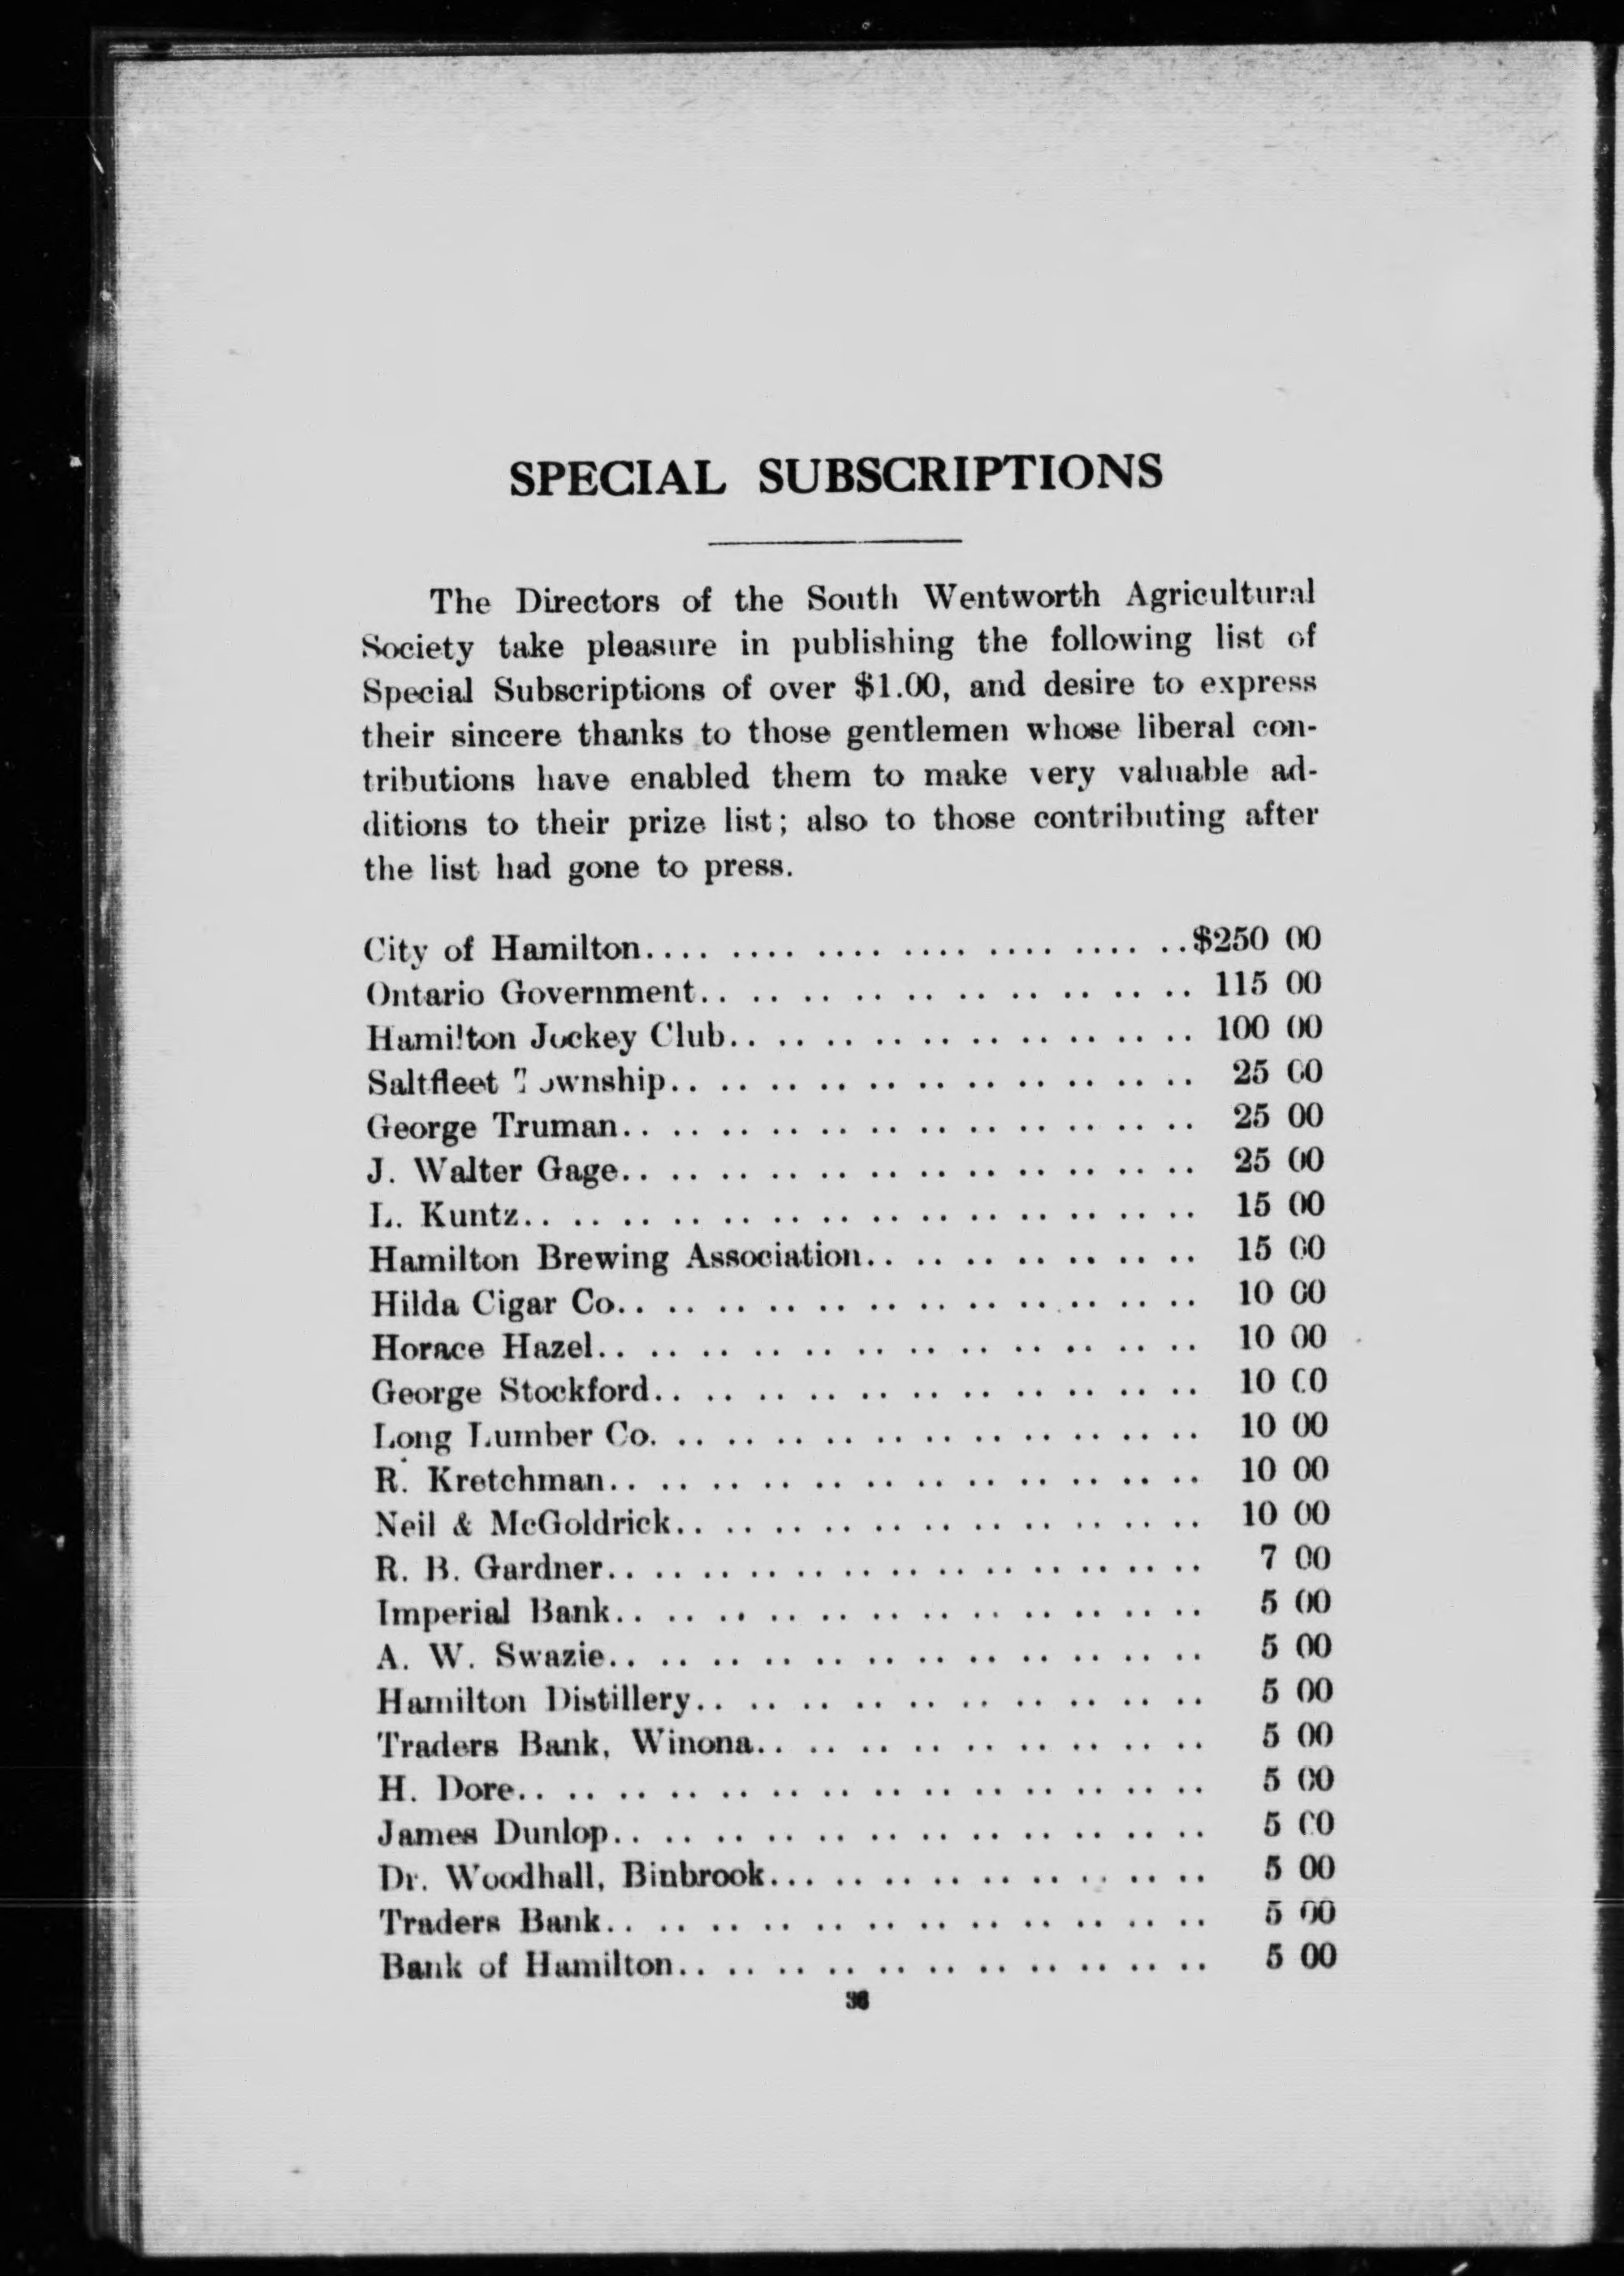 SPECIAL SUBSCRIPTIONS
The Directors of the South Wentworth Agricultural
Society take pleasure in publishing the following list of
Special Subscriptions of over $1.00, and desire to express
their sincere thanks to those gentlemen whose liberal con-
tributions have enabled them to make very valuable ad-
ditions to their prize list; also to those contributing after
the list had gone to press.
City of Hamilton.... .... .... .... .... ..$250 00
Ontario Government.. .. .. .. .. .. .. 115 00
Hamilton Jockey Club.. .. .. .. .. .. 100 00
Saltfleet Township.. .. .. .. .. .. .. 25 00
George Truman.. .. .. .. .. .. .. .. 25 00
J. Walter Gage.. .. .. .. .. .. .. .. 25 00
L. Kuntz.. .. .. .. .. .. .. .. .. .. 15 00
Hamilton Brewing Association.. .. .. .. 15 00
Hilda Cigar Co.. .. .. .. .. .. .. .. 10 00
Horace Hazel.. .. .. .. .. .. .. .. .. 10 00
George Stockford.. .. .. .. .. .. .. .. 10 00
Long Lumber Co. .. .. .. .. .. .. .. 10 00
R. Kretchman.. .. .. .. .. .. .. .. .. 10 00
Neil & McGoldrick.. .. .. .. .. .. .. 10 00
R. B. Gardner.. .. .. .. .. .. .. .. .. 7 00
Imperial Bank.. .. .. .. .. .. .. .. .. 5 00
A. W. Swazie.. .. .. .. .. .. .. .. .. 5 00
Hamilton Distillery.. .. .. .. .. .. .. 5 00
Traders Bank, Winona.. .. .. .. .. .. 5 00
H. Dore.. .. .. .. .. .. .. .. .. .. 5 00
James Dunlop.. .. .. .. .. .. .. .. .. 5 00
Dr. Woodhall, Binbrook... .. .. .. .. .. 5 00
Traders Bank.. .. .. .. .. .. .. .. .. 5 00
Bank of Hamilton.. .. .. .. .. .. .. .. 5 00
36